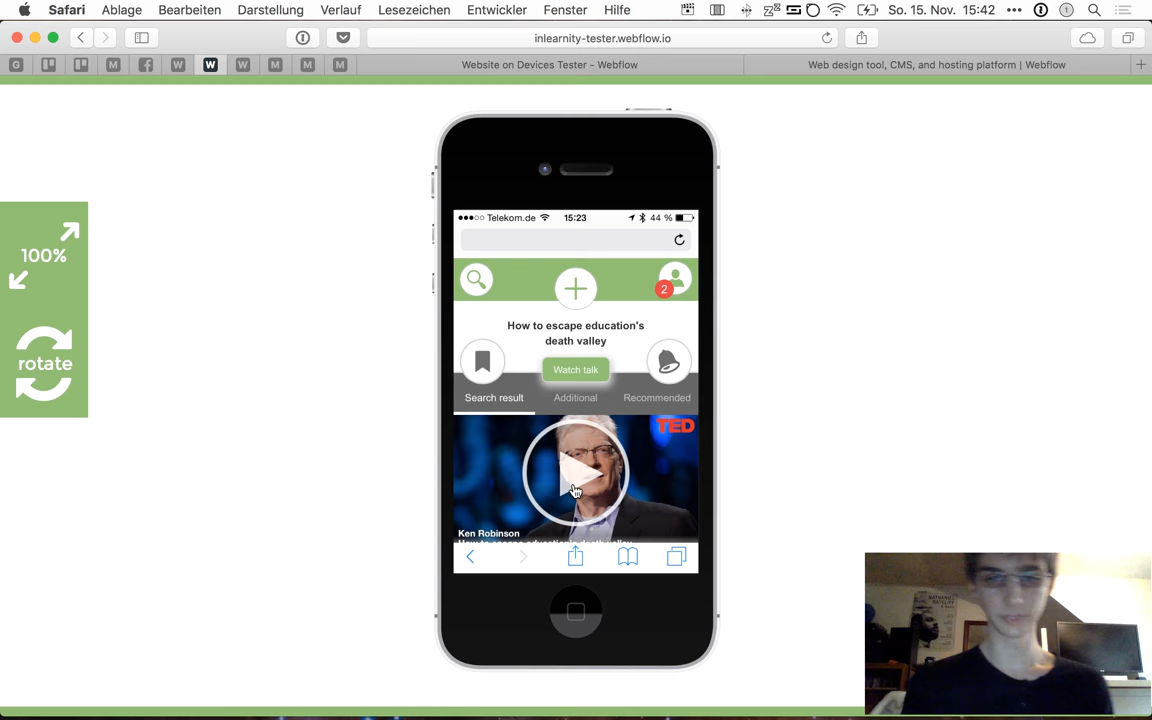 Safari Ablage Bearbeiten Darstellung Verlauf Lesezeichen Entwickler Fenster Hilfe So. 15. Nov. 15:42
inlearnity-tester.webflow.io
Website on Devices Tester - Webflow
Web design tool, CMS, and hosting platform | Webflow
100%
rotate
Telekom.de 15:23 44 %
2
How to escape education's
death valley
Watch talk
Search result Additional Recommended
TED
Ken Robinson